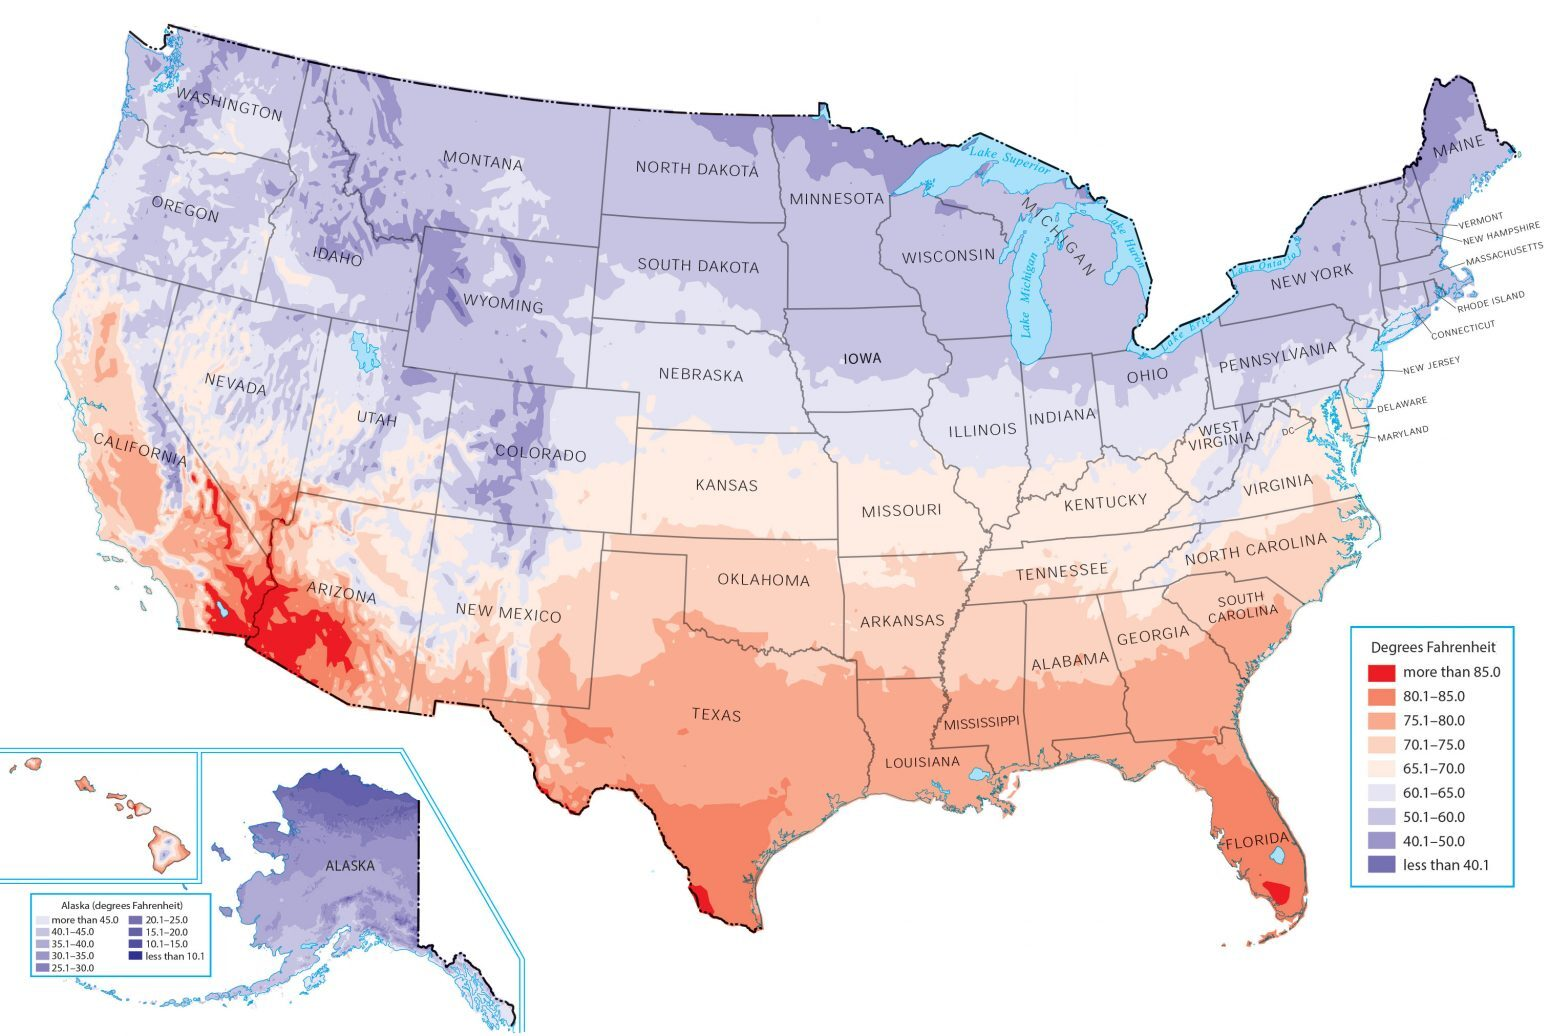 WASHINGTON
OREGON
IDAHO
MONTANA
NORTH DAKOTA
SOUTH DAKOTA
WYOMING
NEBRASKA
MINNESOTA
WISCONSIN
IOWA
MICHIGAN
Lake Superior
Lake Michigan
Lake Huron
Lake Erie
Lake Ontario
NEVADA
UTAH
COLORADO
CALIFORNIA
ARIZONA
NEW MEXICO
KANSAS
OKLAHOMA
TEXAS
MISSOURI
ARKANSAS
LOUISIANA
MISSISSIPPI
ALABAMA
GEORGIA
FLORIDA
TENNESSEE
KENTUCKY
ILLINOIS
INDIANA
OHIO
WEST
VIRGINIA
VIRGINIA
NORTH CAROLINA
SOUTH
CAROLINA
PENNSYLVANIA
NEW YORK
MAINE
VERMONT
NEW HAMPSHIRE
MASSACHUSETTS
RHODE ISLAND
CONNECTICUT
NEW JERSEY
DELAWARE
MARYLAND
DC
Degrees Fahrenheit
more than 85.0
80.1–85.0
75.1–80.0
70.1–75.0
65.1–70.0
60.1–65.0
50.1–60.0
40.1–50.0
less than 40.1
ALASKA
Alaska (degrees Fahrenheit)
more than 45.0
40.1–45.0
35.1–40.0
30.1–35.0
25.1–30.0
20.1–25.0
15.1–20.0
10.1–15.0
less than 10.1